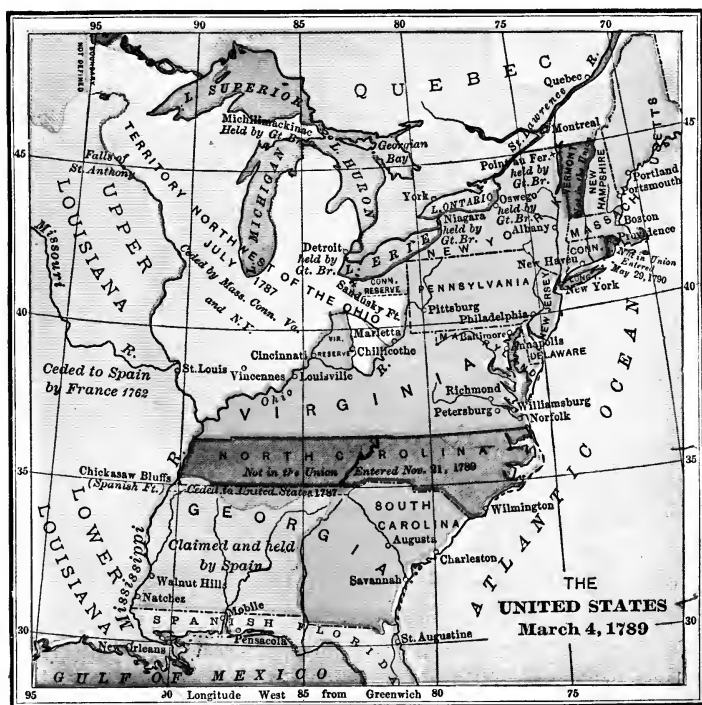 95
90
85
80
75
70
BOUNDARY
NOT DEFINED
QUEBEC
Quebec
St. Lawrence R.
Montreal
L. SUPERIOR
Michillimackinac
Held by Gt. Br.
Georgian
Bay
L. HURON
L. MICHIGAN
45
45
Falls of
St. Anthony
UPPER
LOUISIANA
Missouri
R.
TERRITORY NORTHWEST OF THE OHIO
JULY 1787
Ceded by Mass. Conn. Va.
and N.Y.
Point au Fer
held by
Gt. Br.
VERMONT
NEW
HAMPSHIRE
MASSACHUSETTS
Portland
Portsmouth
Boston
Providence
CONN.
Not in Union
Entered
May 29, 1790
York
L. ONTARIO
Oswego
held by
Gt. Br.
Niagara
held by
Gt. Br.
Albany
NEW YORK
New Haven
New York
Detroit
held by
Gt. Br.
L. ERIE
CONN.
RESERVE
Sandusky Ft.
PENNSYLVANIA
Pittsburg
Philadelphia
NEW JERSEY
40
40
Marietta
VIR.
RESERVE
Cincinnati
Chillicothe
Baltimore
Annapolis
DELAWARE
Ceded to Spain
by France 1762
St. Louis
Vincennes
Louisville
Ohio R.
VIRGINIA
Richmond
Petersburg
Williamsburg
Norfolk
NORTH CAROLINA
Not in the Union Entered Nov. 21, 1789
35
35
Chickasaw Bluffs
(Spanish Ft.)
Ceded to United States 1787
Wilmington
LOWER
LOUISIANA
Mississippi R.
GEORGIA
Claimed and held
by Spain
SOUTH
CAROLINA
Augusta
Savannah
Charleston
ATLANTIC OCEAN
Walnut Hills
Natchez
Mobile
SPANISH FLORIDA
Pensacola
New Orleans
St. Augustine
THE
UNITED STATES
March 4, 1789
30
30
GULF OF MEXICO
95
90
85
Longitude West from Greenwich
80
75